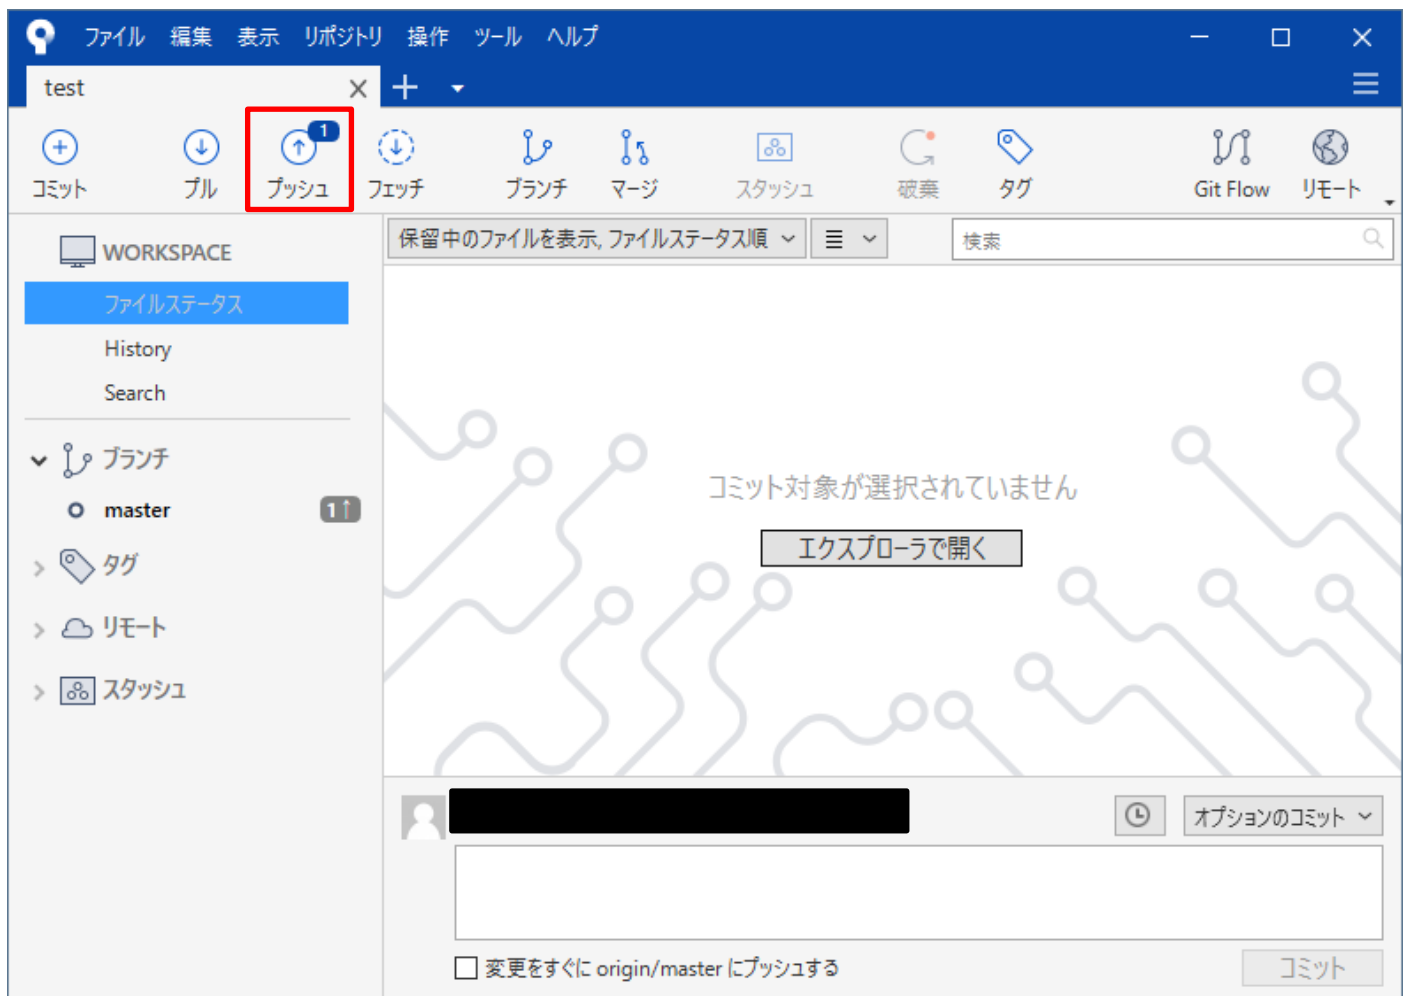 ファイル 編集 表示 リポジトリ 操作 ツール ヘルプ
test
1
コミット プル プッシュ フェッチ ブランチ マージ スタッシュ 破棄 タグ Git Flow リモート
WORKSPACE
ファイルステータス
History
Search
ブランチ
master 1↑
タグ
リモート
スタッシュ
保留中のファイルを表示, ファイルステータス順
検索
コミット対象が選択されていません
エクスプローラで開く
オプションのコミット
変更をすぐに origin/master にプッシュする
コミット